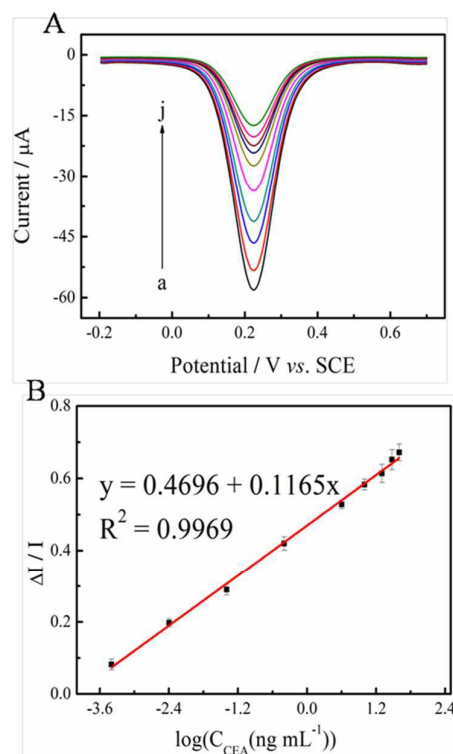 A
0
-15
-30
-45
-60
Current / μA
j
a
-0.2 0.0 0.2 0.4 0.6
Potential / V vs. SCE
B
0.8
0.6
0.4
0.2
0.0
ΔI / I
y = 0.4696 + 0.1165x
R² = 0.9969
-3.6 -2.4 -1.2 0.0 1.2 2.4
log(C_CEA(ng mL⁻¹))